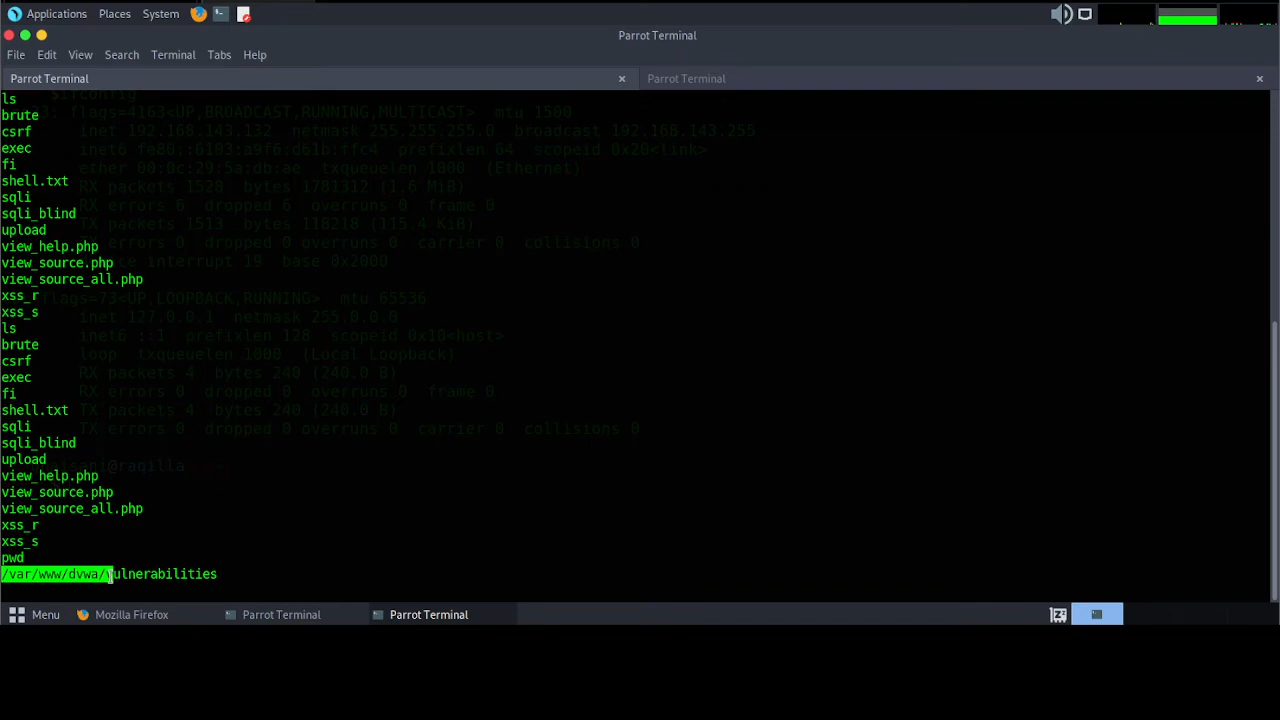 Applications Places System
Parrot Terminal
File Edit View Search Terminal Tabs Help
Parrot Terminal × Parrot Terminal ×
$ifconfig
ls
flags=4163<UP,BROADCAST,RUNNING,MULTICAST> mtu 1500
brute
inet 192.168.143.132 netmask 255.255.255.0 broadcast 192.168.143.255
csrf
inet6 fe80::6103:a9f6:d61b:ffc4 prefixlen 64 scopeid 0x20<link>
exec
ether 00:0c:29:5a:db:ae txqueuelen 1000 (Ethernet)
fi
RX packets 1528 bytes 1781312 (1.6 MiB)
shell.txt
RX errors 6 dropped 6 overruns 0 frame 0
sqli
TX packets 1513 bytes 118218 (115.4 KiB)
sqli_blind
upload
TX errors 0 dropped 0 overruns 0 carrier 0 collisions 0
view_help.php
interrupt 19 base 0x2000
view_source.php
view_source_all.php
flags=73<UP,LOOPBACK,RUNNING> mtu 65536
xss_r
inet 127.0.0.1 netmask 255.0.0.0
xss_s
ls
inet6 ::1 prefixlen 128 scopeid 0x10<host>
brute
loop txqueuelen 1000 (Local Loopback)
csrf
RX packets 4 bytes 240 (240.0 B)
exec
RX errors 0 dropped 0 overruns 0 frame 0
fi
TX packets 4 bytes 240 (240.0 B)
shell.txt
TX errors 0 dropped 0 overruns 0 carrier 0 collisions 0
sqli
sqli_blind
upload
view_help.php
view_source.php
view_source_all.php
xss_r
xss_s
pwd
/var/www/dvwa/vulnerabilities
Menu Mozilla Firefox Parrot Terminal Parrot Terminal